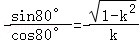 sin80°/cos80° = √1-k²/k